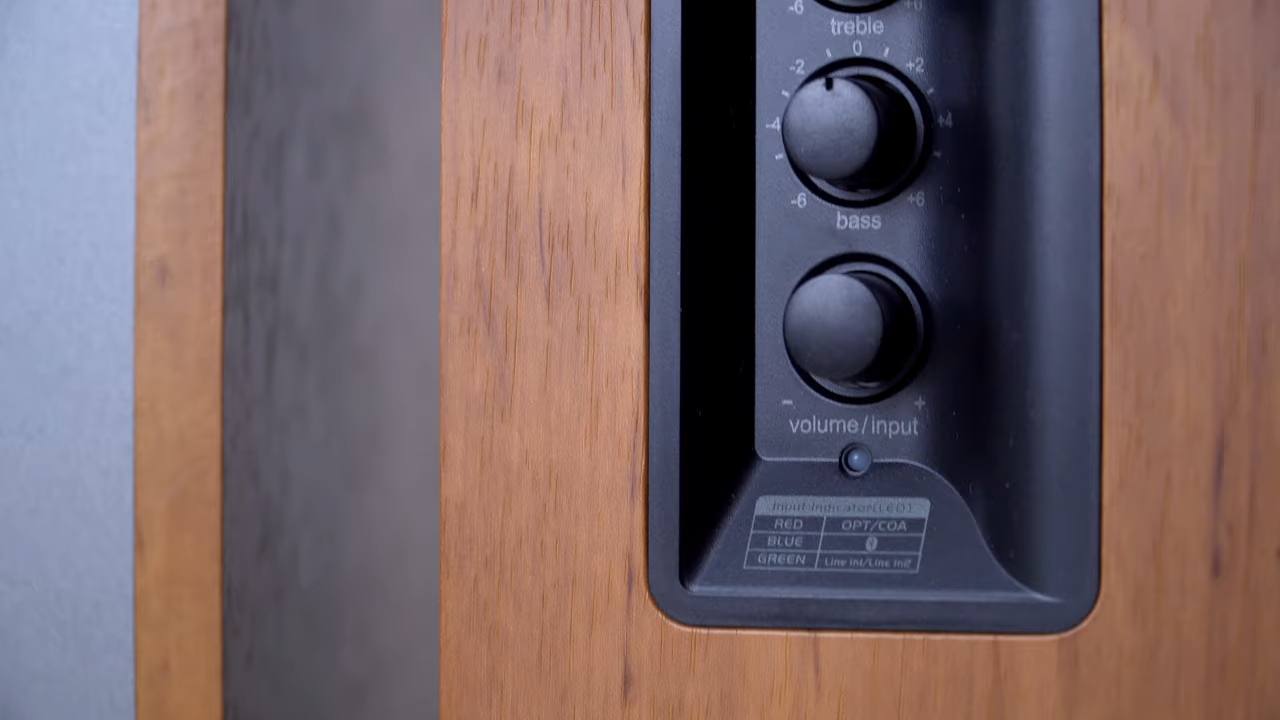 -6 +6
treble
0
-2 +2
-4 +4
-6 +6
bass
- +
volume/input
Input Indicator(LED)
RED OPT/COA
BLUE
GREEN Line in1/Line in2